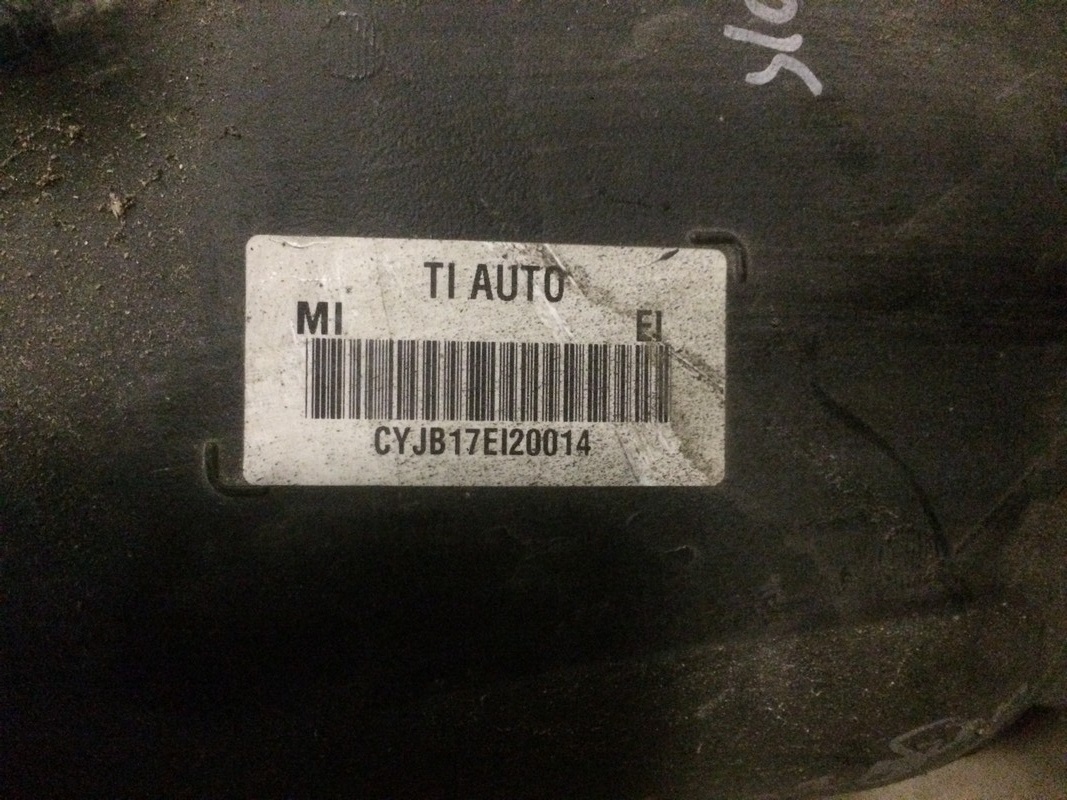 TI AUTO
MI EI
CYJB17EI20014